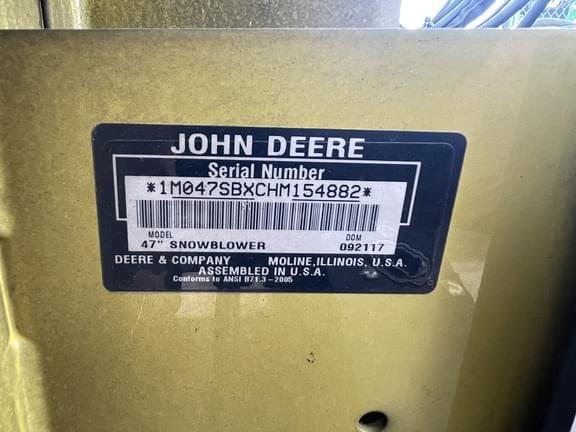 JOHN DEERE
Serial Number
*1M047SBXCHM154882*
MODEL DOM
47" SNOWBLOWER 092117
DEERE & COMPANY MOLINE, ILLINOIS, U.S.A.
ASSEMBLED IN U.S.A.
Conforms to ANSI B71.3-2005